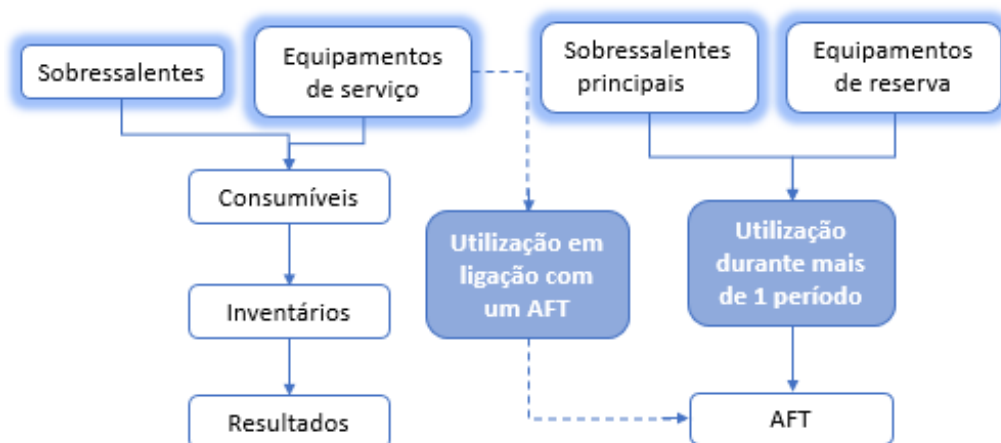 Sobressalentes
Equipamentos
de serviço
Sobressalentes
principais
Equipamentos
de reserva
Consumíveis
Utilização em
ligação com
um AFT
Utilização
durante mais
de 1 período
Inventários
Resultados
AFT